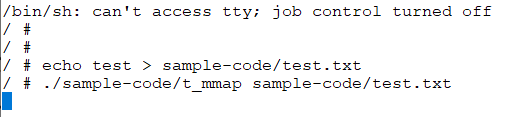 /bin/sh: can't access tty; job control turned off
/ #
/ #
/ # echo test > sample-code/test.txt
/ # ./sample-code/t_mmap sample-code/test.txt